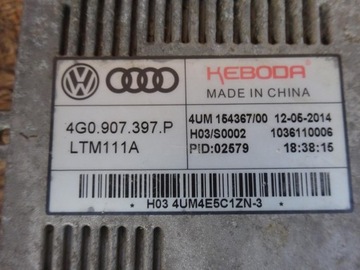 KEBODA
MADE IN CHINA
4G0.907.397.P
LTM111A
4UM 154367/00 12-05-2014
H03/S0002 1036110006
PID:02579 18:38:15
H03 4UM4E5C1ZN-3